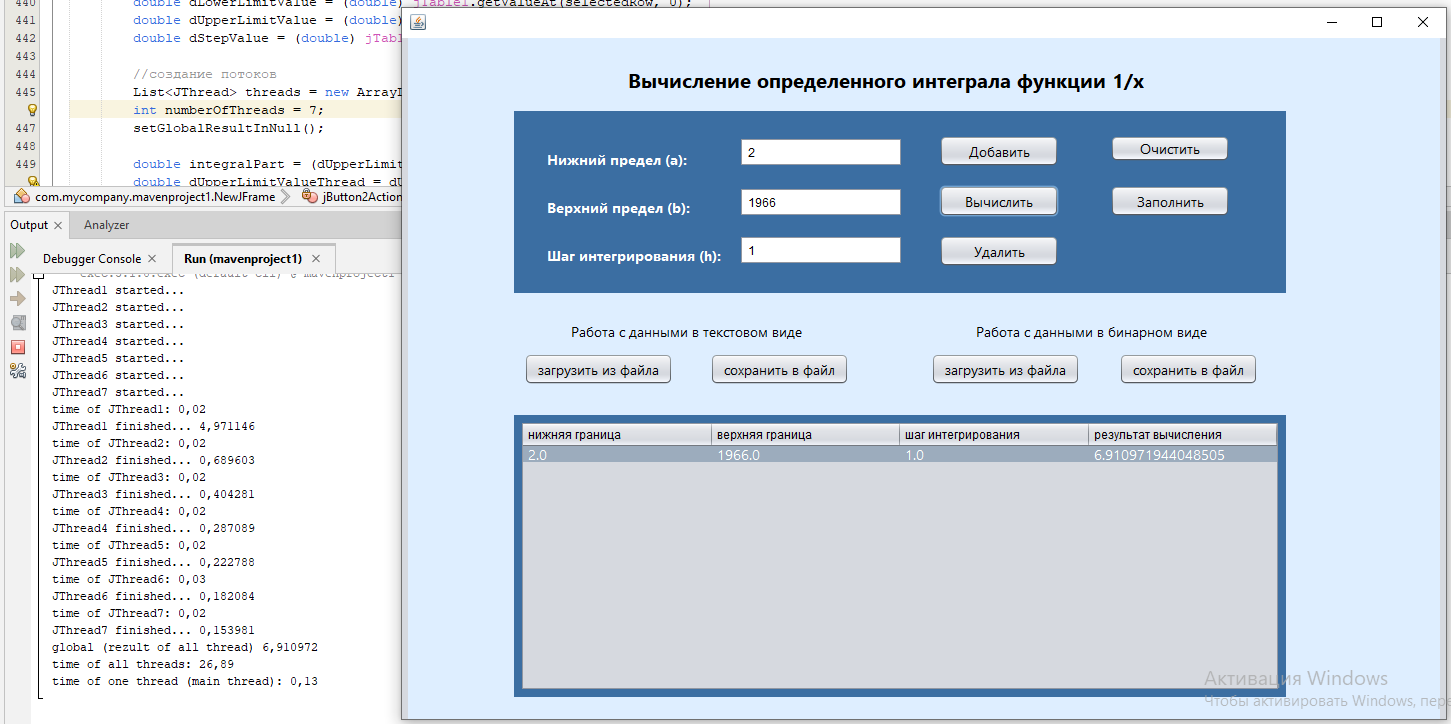 440 double dLowerLimitValue = (double) jTable1.getValueAt(selectedRow, 0);
441 double dUpperLimitValue = (double)
442 double dStepValue = (double) jTabl
443
444 //создание потоков
445 List<JThread> threads = new ArrayL
int numberOfThreads = 7;
447 setGlobalResultInNull();
448
449 double integralPart = (dUpperLimit
double dUpperLimitValueThread = dU
com.mycompany.mavenproject1.NewJFrame jButton2Action
Output Analyzer
Debugger Console Run (mavenproject1)
JThread1 started...
JThread2 started...
JThread3 started...
JThread4 started...
JThread5 started...
JThread6 started...
JThread7 started...
time of JThread1: 0,02
JThread1 finished... 4,971146
time of JThread2: 0,02
JThread2 finished... 0,689603
time of JThread3: 0,02
JThread3 finished... 0,404281
time of JThread4: 0,02
JThread4 finished... 0,287089
time of JThread5: 0,02
JThread5 finished... 0,222788
time of JThread6: 0,03
JThread6 finished... 0,182084
time of JThread7: 0,02
JThread7 finished... 0,153981
global (rezult of all thread) 6,910972
time of all threads: 26,89
time of one thread (main thread): 0,13
Вычисление определенного интеграла функции 1/x
Нижний предел (a): 2 Добавить Очистить
Верхний предел (b): 1966 Вычислить Заполнить
Шаг интегрирования (h): 1 Удалить
Работа с данными в текстовом виде Работа с данными в бинарном виде
загрузить из файла сохранить в файл загрузить из файла сохранить в файл
нижняя граница верхняя граница шаг интегрирования результат вычисления
2.0 1966.0 1.0 6.910971944048505
Активация Windows
Чтобы активировать Windows, пер